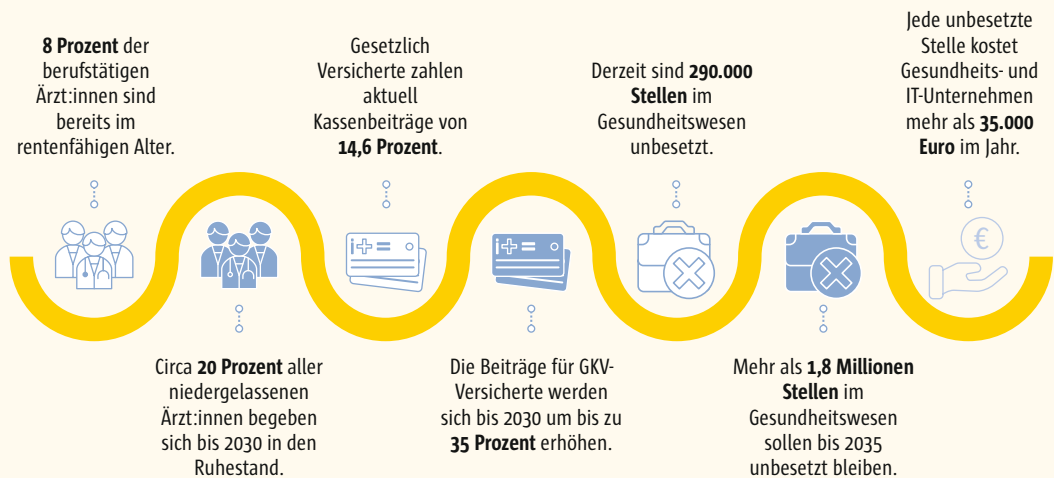 8 Prozent der
berufstätigen
Ärzt:innen sind
bereits im
rentenfähigen Alter.
Circa 20 Prozent aller
niedergelassenen
Ärzt:innen begeben
sich bis 2030 in den
Ruhestand.
Gesetzlich
Versicherte zahlen
aktuell
Kassenbeiträge von
14,6 Prozent.
Die Beiträge für GKV-
Versicherte werden
sich bis 2030 um bis zu
35 Prozent erhöhen.
Derzeit sind 290.000
Stellen im
Gesundheitswesen
unbesetzt.
Mehr als 1,8 Millionen
Stellen im
Gesundheitswesen
sollen bis 2035
unbesetzt bleiben.
Jede unbesetzte
Stelle kostet
Gesundheits- und
IT-Unternehmen
mehr als 35.000
Euro im Jahr.
€